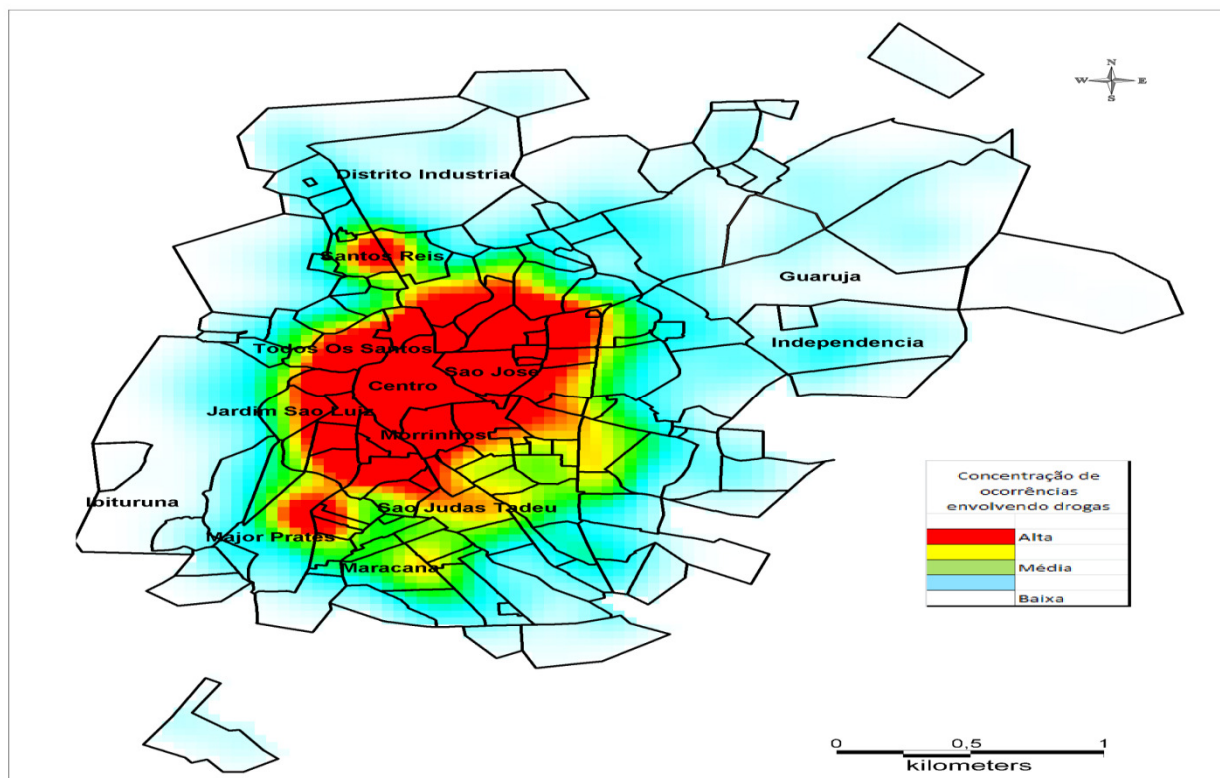 N
W E
S
Distrito Industria
Santos Reis
Guaruja
Independencia
Todos Os Santos
Sao Jose
Centro
Jardim Sao Luiz
Morrinhos
Ibituruna
Sao Judas Tadeu
Major Prates
Maracana
Concentração de
ocorrências
envolvendo drogas
Alta
Média
Baixa
0 0,5 1
kilometers